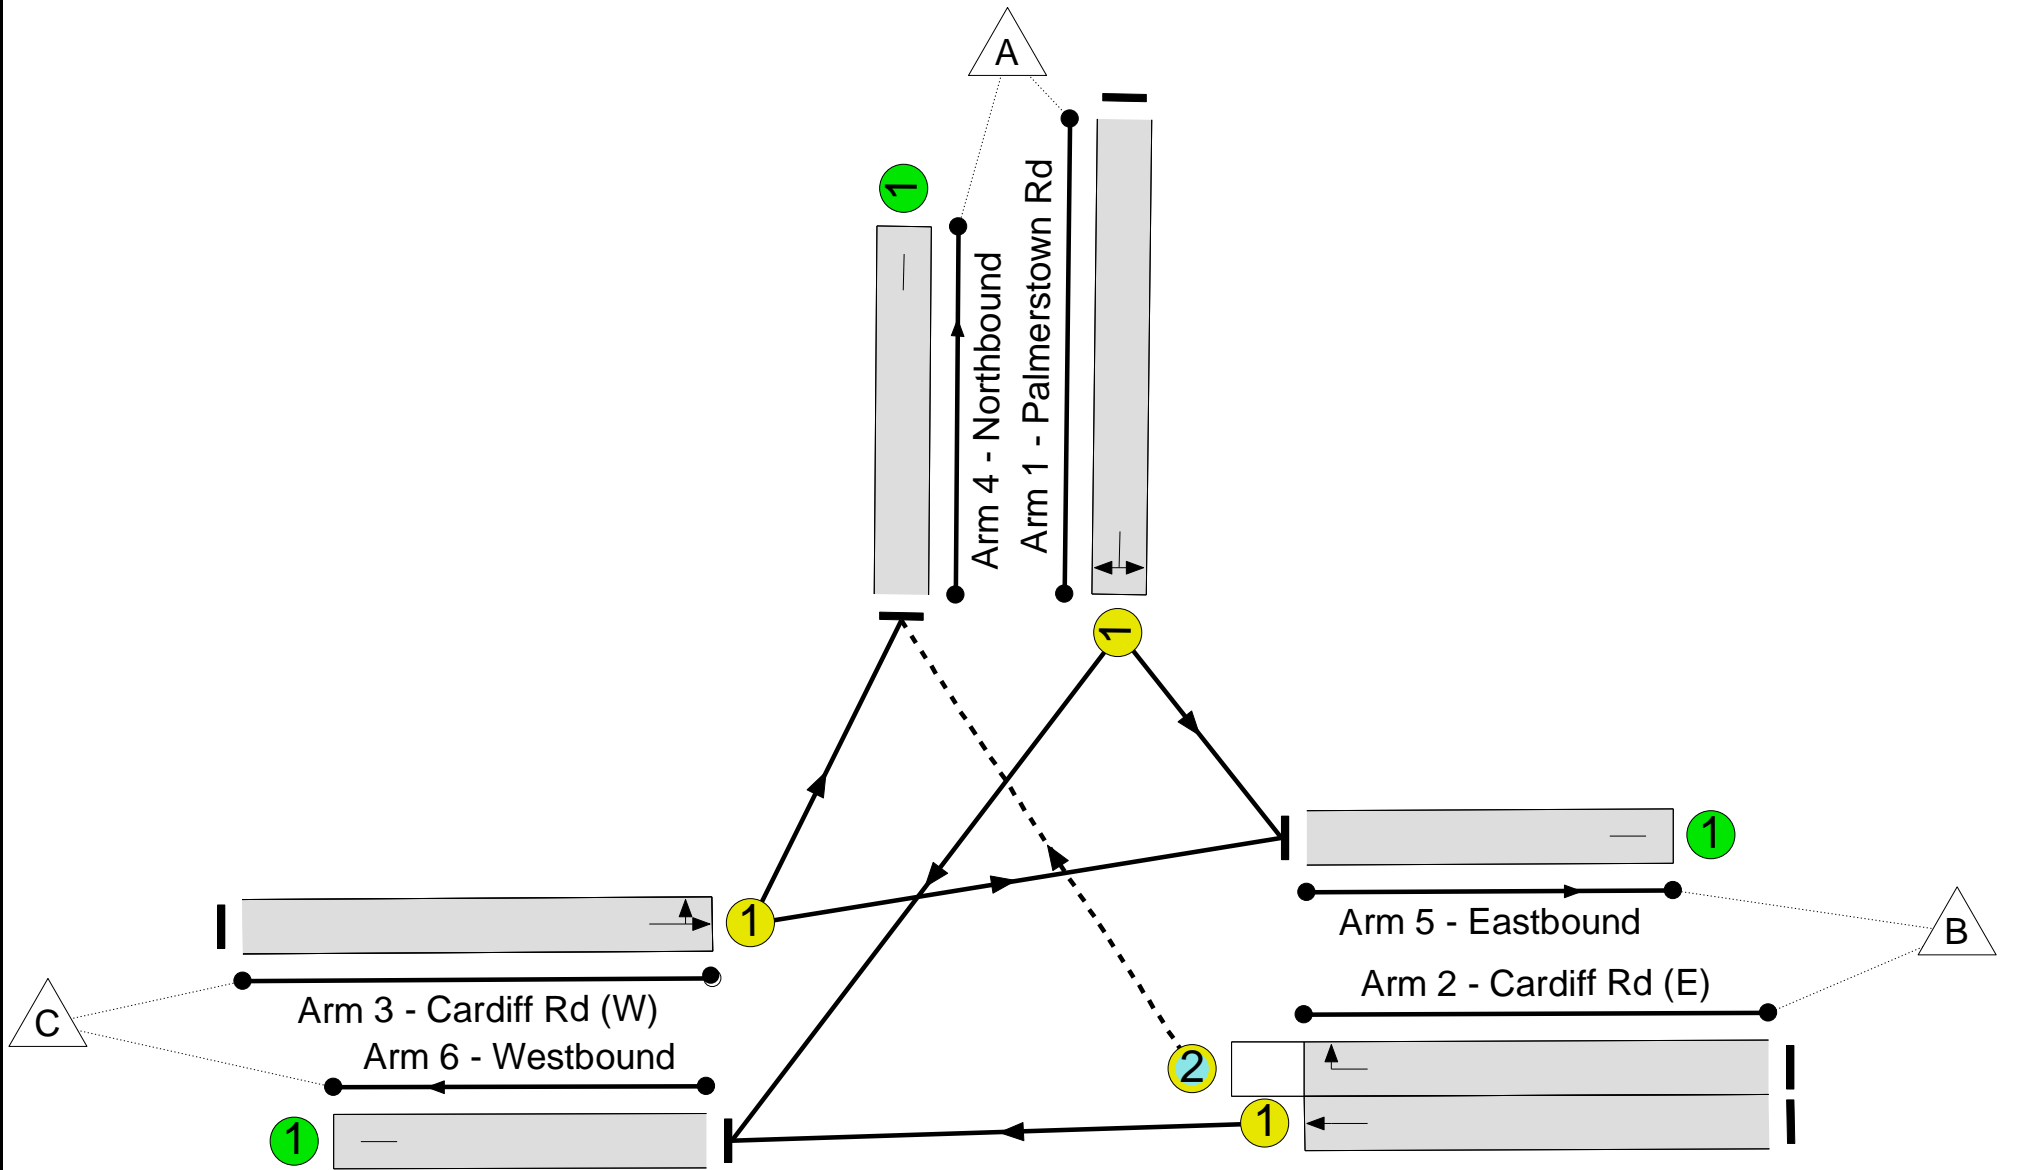 A
1
Arm 4 - Northbound
Arm 1 - Palmerstown Rd
1
1
Arm 5 - Eastbound
1
B
Arm 3 - Cardiff Rd (W)
Arm 2 - Cardiff Rd (E)
C
Arm 6 - Westbound
2
1
1